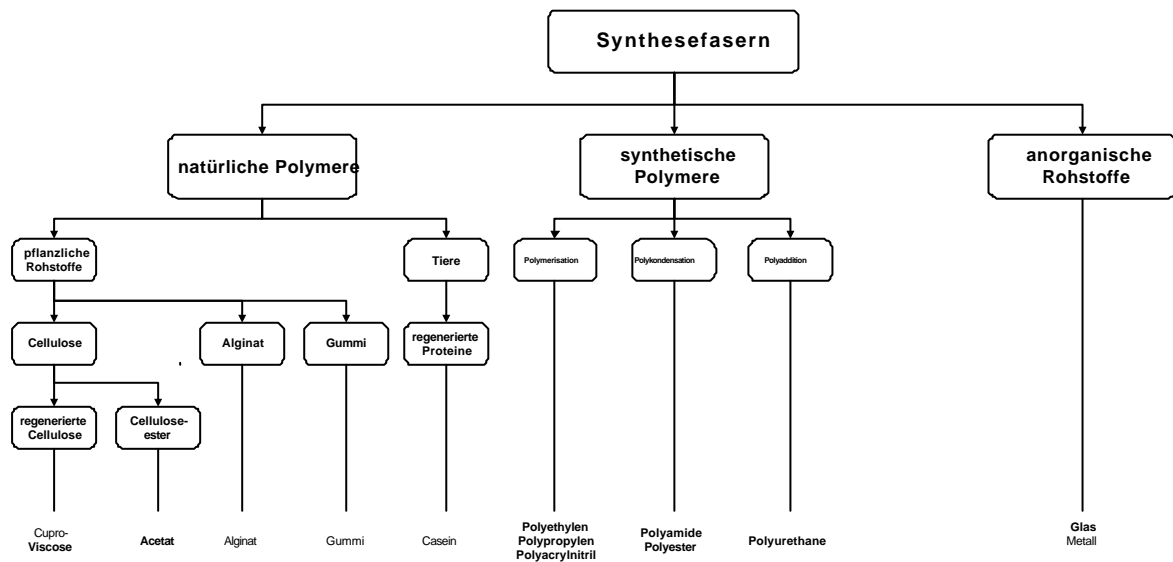 Synthesefasern
natürliche Polymere
synthetische
Polymere
anorganische
Rohstoffe
pflanzliche
Rohstoffe
Tiere
Polymerisation
Polykondensation
Polyaddition
Cellulose
Alginat
Gummi
regenerierte
Proteine
regenerierte
Cellulose
Cellulose-
ester
Cupro-
Viscose
Acetat
Alginat
Gummi
Casein
Polyethylen
Polypropylen
Polyacrylnitril
Polyamide
Polyester
Polyurethane
Glas
Metall